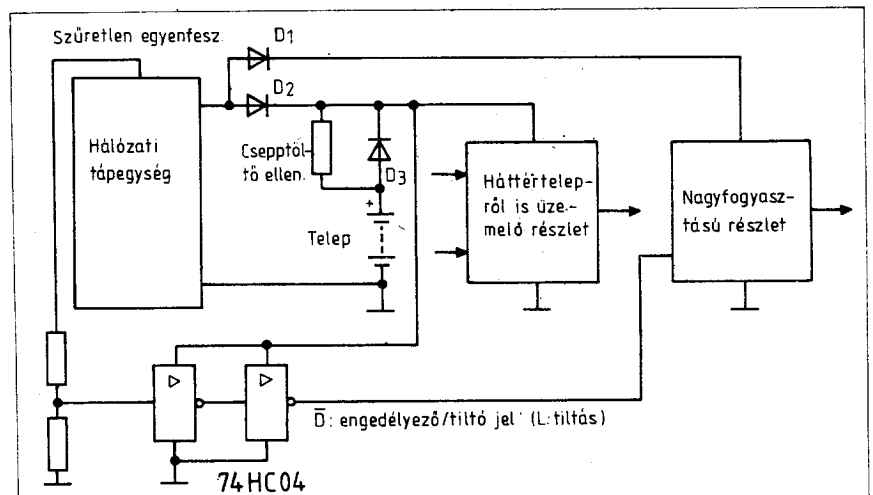 Szűretlen egyenfesz.
D1
D2
Hálózati
tápegység
Csepptöl-
tő ellen.
D3
+
Telep
Háttértelep-
ről is üze-
melő részlet
Nagyfogyasz-
tású részlet
D̅: engedélyező/tiltó jel (L: tiltás)
74HC04